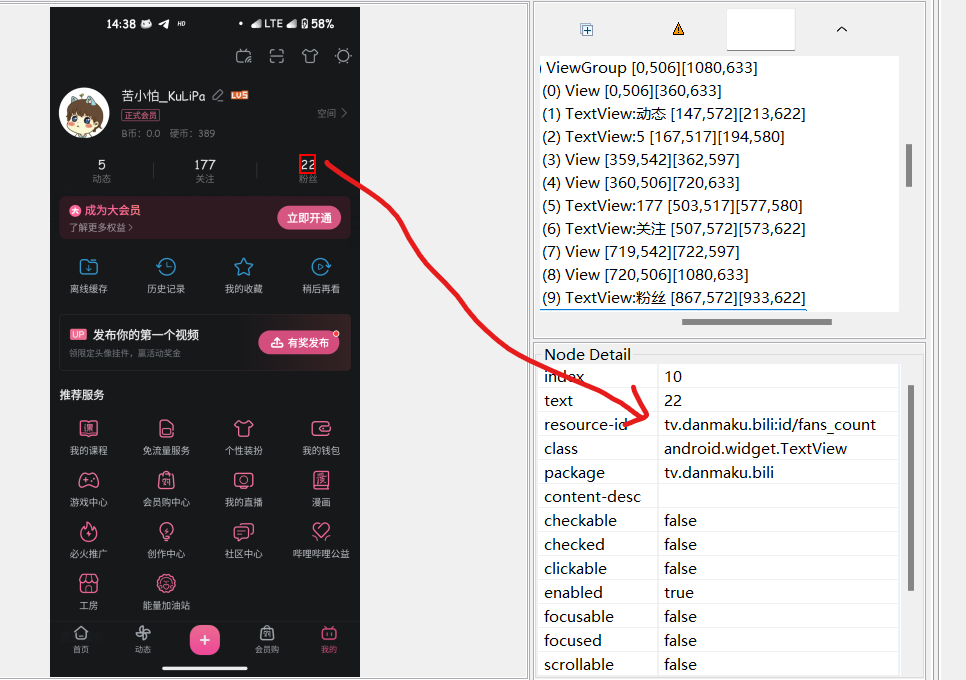 14:38 HD LTE 58%
苦小怕_KuLiPa LV5
正式会员
空间
B币：0.0 硬币：389
5 177 22
动态 关注 粉丝
成为大会员
了解更多权益
立即开通
离线缓存 历史记录 我的收藏 稍后再看
UP 发布你的第一个视频
领限定头像挂件，赢活动奖金
有奖发布
推荐服务
我的课程 免流量服务 个性装扮 我的钱包
游戏中心 会员购中心 我的直播 漫画
必火推广 创作中心 社区中心 哔哩哔哩公益
工房 能量加油站
首页 动态 会员购 我的
) ViewGroup [0,506][1080,633]
(0) View [0,506][360,633]
(1) TextView:动态 [147,572][213,622]
(2) TextView:5 [167,517][194,580]
(3) View [359,542][362,597]
(4) View [360,506][720,633]
(5) TextView:177 [503,517][577,580]
(6) TextView:关注 [507,572][573,622]
(7) View [719,542][722,597]
(8) View [720,506][1080,633]
(9) TextView:粉丝 [867,572][933,622]
Node Detail
index 10
text 22
resource-id tv.danmaku.bili:id/fans_count
class android.widget.TextView
package tv.danmaku.bili
content-desc
checkable false
checked false
clickable false
enabled true
focusable false
focused false
scrollable false